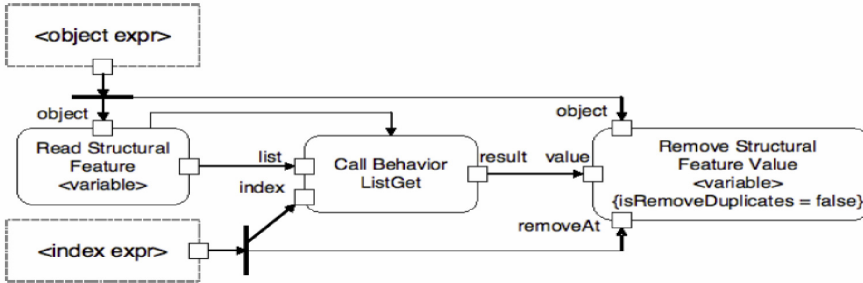 <object expr>
object
object
Read Structural
Feature
<variable>
list
index
Call Behavior
ListGet
result
value
Remove Structural
Feature Value
<variable>
{isRemoveDuplicates = false}
removeAt
<index expr>